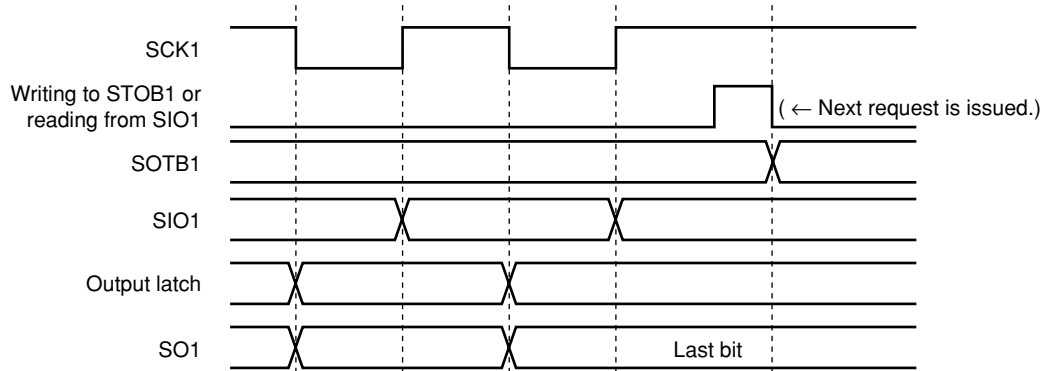 SCK1
Writing to STOB1 or
reading from SIO1
( ← Next request is issued.)
SOTB1
SIO1
Output latch
SO1
Last bit